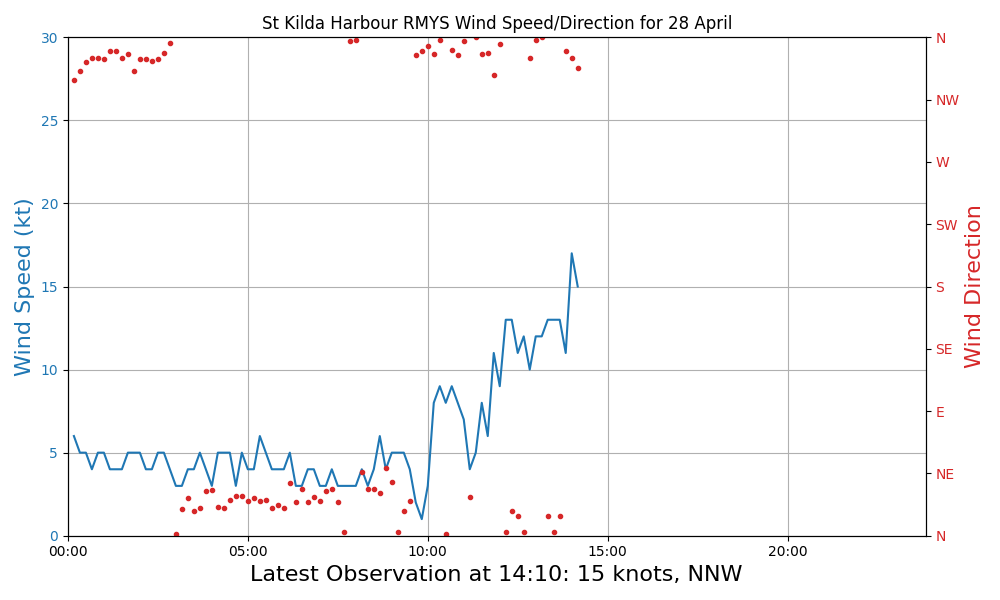 St Kilda Harbour RMYS Wind Speed/Direction for 28 April
30
25
20
15
10
5
0
Wind Speed (kt)
N
NW
W
SW
S
SE
E
NE
N
Wind Direction
00:00 05:00 10:00 15:00 20:00
Latest Observation at 14:10: 15 knots, NNW